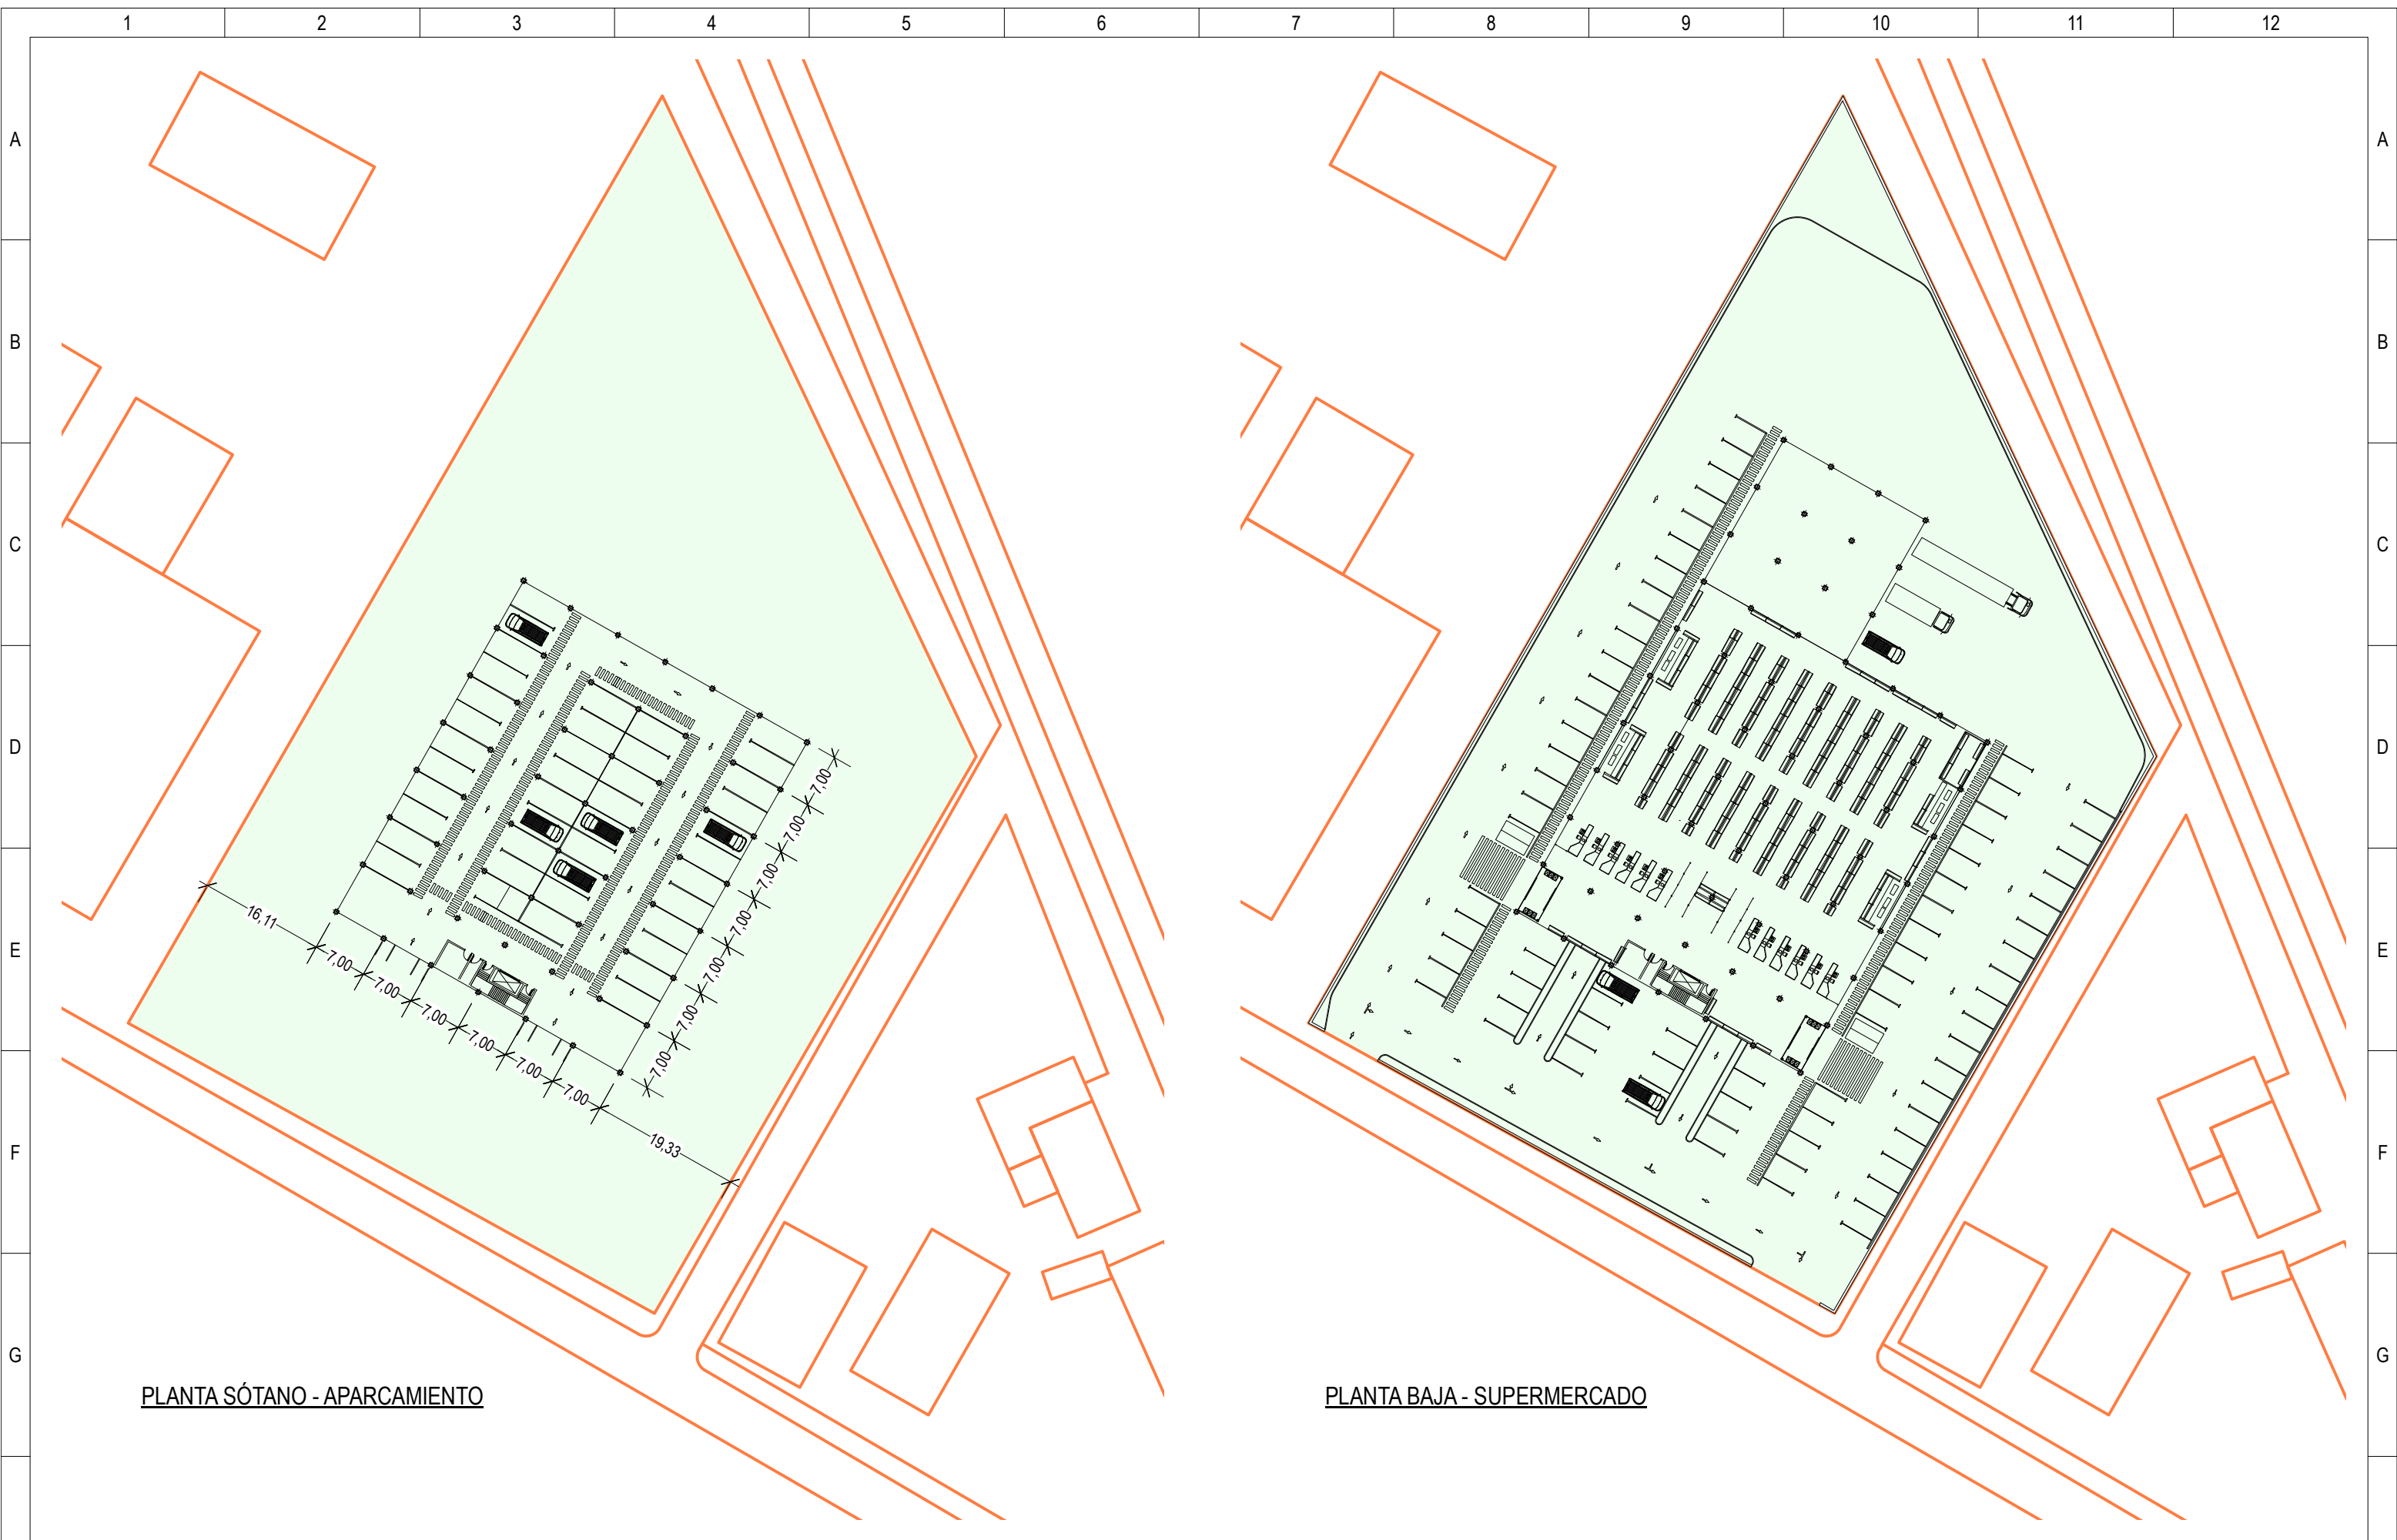 1 2 3 4 5 6 7 8 9 10 11 12
A A
B B
C C
D D
E E
F F
G G
7,00
7,00
7,00
7,00
7,00
7,00
7,00
16,11
7,00
7,00
7,00
7,00
7,00
7,00
19,33
PLANTA SÓTANO - APARCAMIENTO
PLANTA BAJA - SUPERMERCADO